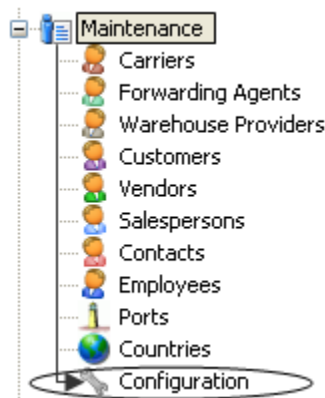 Maintenance
Carriers
Forwarding Agents
Warehouse Providers
Customers
Vendors
Salespersons
Contacts
Employees
Ports
Countries
Configuration